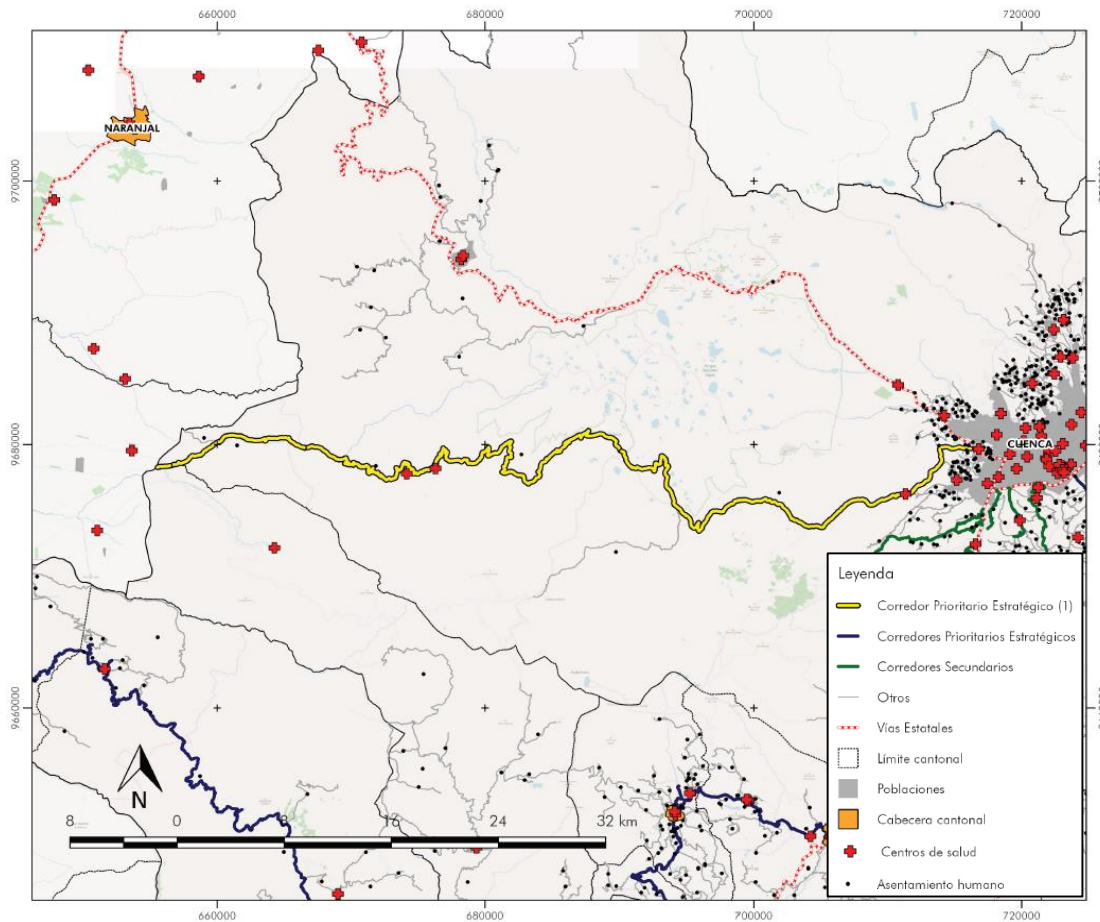 660000 680000 700000 720000
NARANJAL
9700000
CUENCA
9680000
Leyenda
Corredor Prioritario Estratégico (1)
Corredores Prioritarios Estratégicos
Corredores Secundarios
Otros
Vías Estatales
Límite cantonal
Poblaciones
Cabecera cantonal
Centros de salud
Asentamiento humano
9660000
N
8 0 8 16 24 32 km
660000 680000 700000 720000